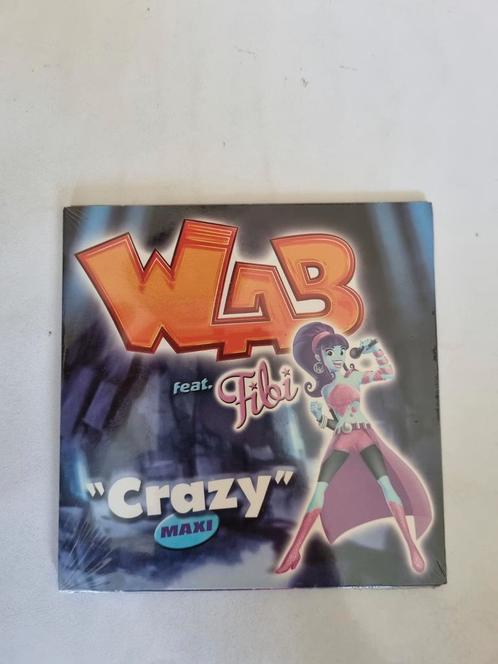 WAB
feat. Fibi
"Crazy"
MAXI